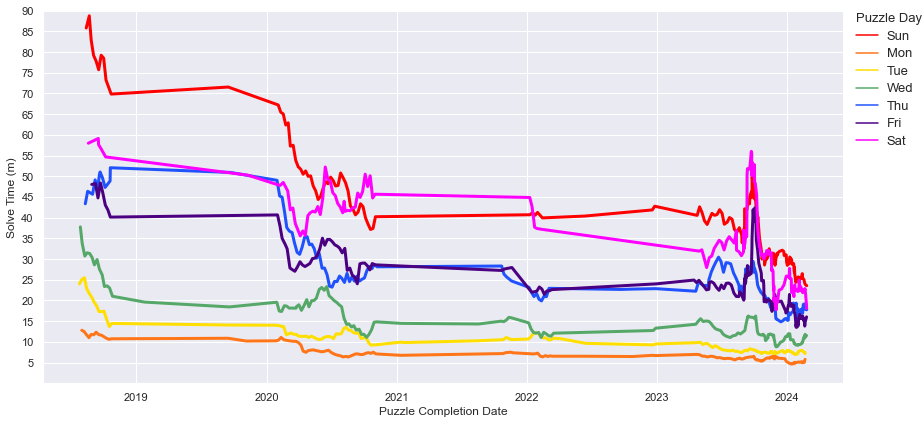 Puzzle Day
Sun
Mon
Tue
Wed
Thu
Fri
Sat
Solve Time (m)
90
85
80
75
70
65
60
55
50
45
40
35
30
25
20
15
10
5
2019
2020
2021
2022
2023
2024
Puzzle Completion Date